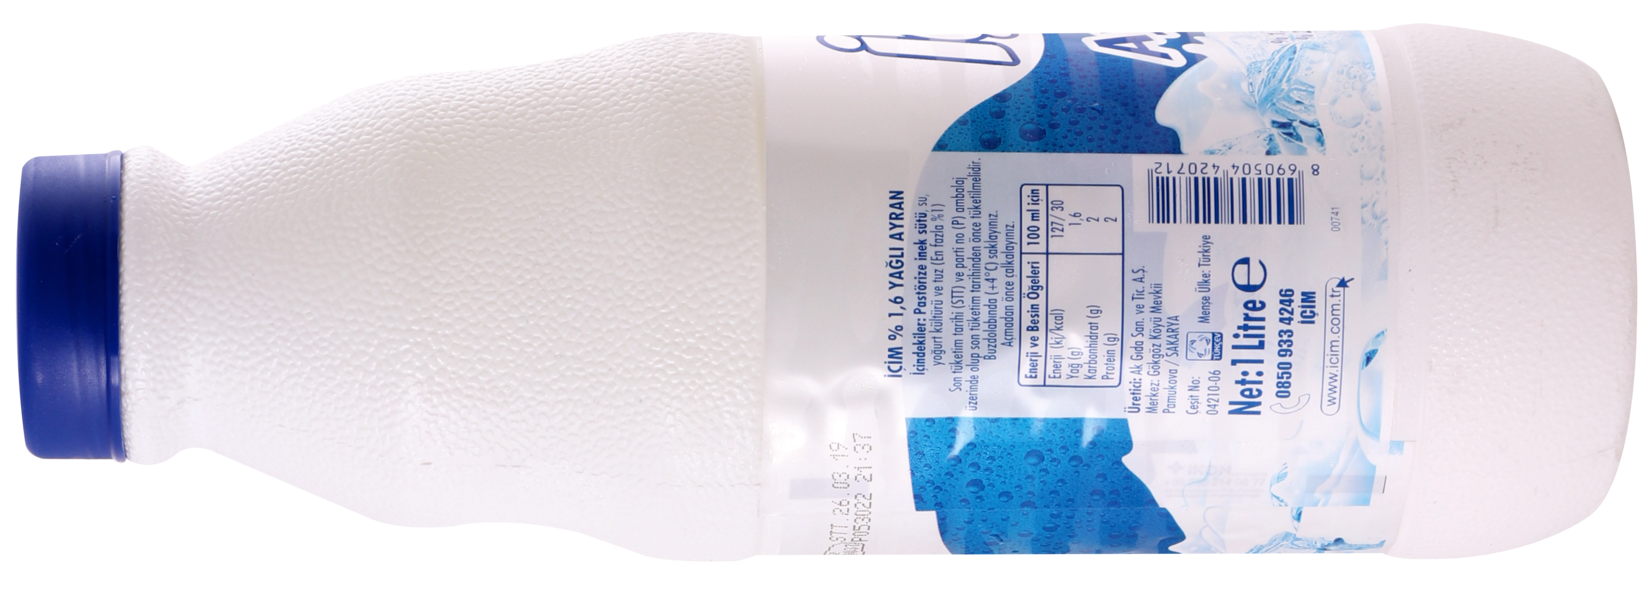 İÇİM % 1,6 YAĞLI AYRAN
İçindekiler: Pastörize inek sütü, su,
yoğurt kültürü ve tuz (En fazla %1)
Son tüketim tarihi (STT) ve parti no (P) ambalaj
üzerinde olup son tüketim tarihinden önce tüketilmelidir.
Buzdolabında (+4°C) saklayınız.
Açmadan önce çalkalayınız.
Enerji ve Besin Öğeleri 100 ml için
Enerji (kj/kcal) 127/ 30
Yağ (g) 1,6
Karbonhidrat (g) 2
Protein (g) 2
Üretici: Ak Gıda San. ve Tic. A.Ş.
Merkez: Gökgöz Köyü Mevkii
Pamukova / SAKARYA
Çeşit No:
04210-06
TÜKÇEV
Menşe Ülke: Türkiye
Net:1 Litre e
0850 933 4246
İÇİM
www.icim.com.tr
8 690504 420712
00741
STT.26.03.19
P053022 21:37